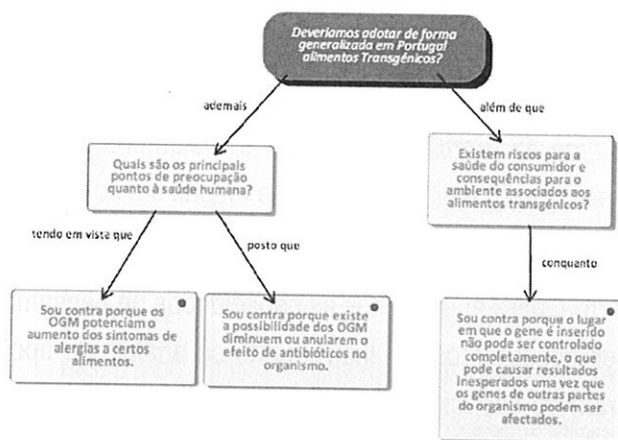 Deveríamos adotar de forma
generalizada em Portugal
alimentos Transgénicos?
ademais
além de que
Quais são os principais
pontos de preocupação
quanto à saúde humana?
Existem riscos para a
saúde do consumidor e
consequências para o
ambiente associados aos
alimentos transgénicos?
tendo em vista que
posto que
conquanto
Sou contra porque os
OGM potenciam o
aumento dos sintomas de
alergias a certos
alimentos.
Sou contra porque existe
a possibilidade dos OGM
diminuem ou anularem o
efeito de antibióticos no
organismo.
Sou contra porque o lugar
em que o gene é inserido
não pode ser controlado
completamente, o que
pode causar resultados
inesperados uma vez que
os genes de outras partes
do organismo podem ser
afectados.